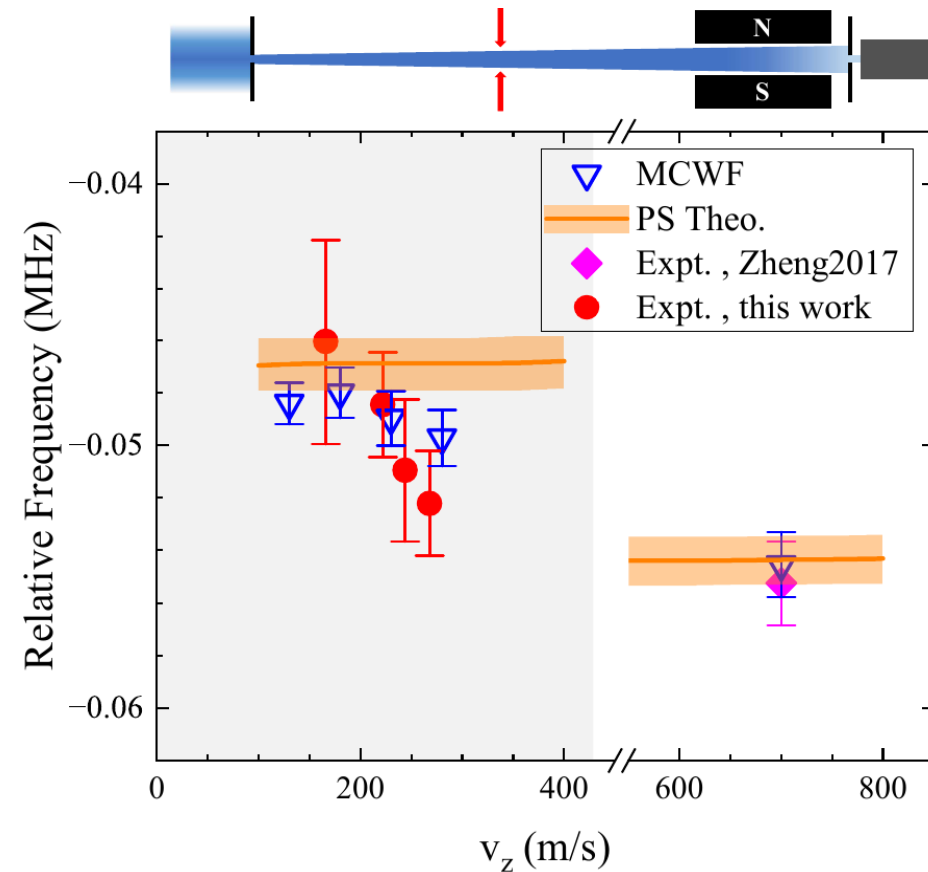 N
S
MCWF
PS Theo.
Expt. , Zheng2017
Expt. , this work
Relative Frequency (MHz)
−0.04
−0.05
−0.06
0
200
400
600
800
v_z (m/s)